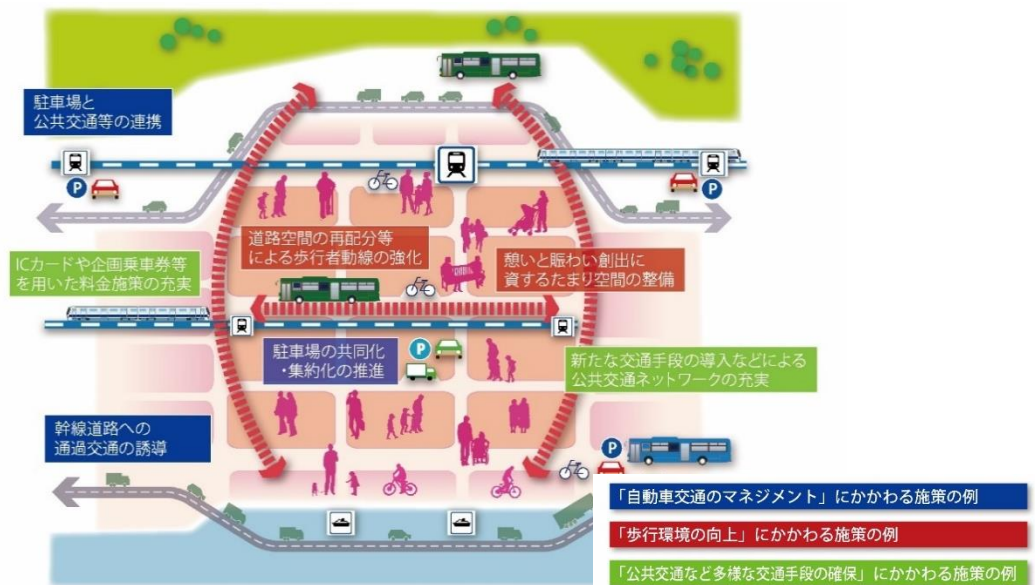 駐車場と
公共交通等の連携
P
P
道路空間の再配分等
による歩行者動線の強化
憩いと賑わい創出に
資するたまり空間の整備
ICカードや企画乗車券等
を用いた料金施策の充実
駐車場の共同化
・集約化の推進
P
新たな交通手段の導入などによる
公共交通ネットワークの充実
幹線道路への
通過交通の誘導
P
「自動車交通のマネジメント」にかかわる施策の例
「歩行環境の向上」にかかわる施策の例
「公共交通など多様な交通手段の確保」にかかわる施策の例